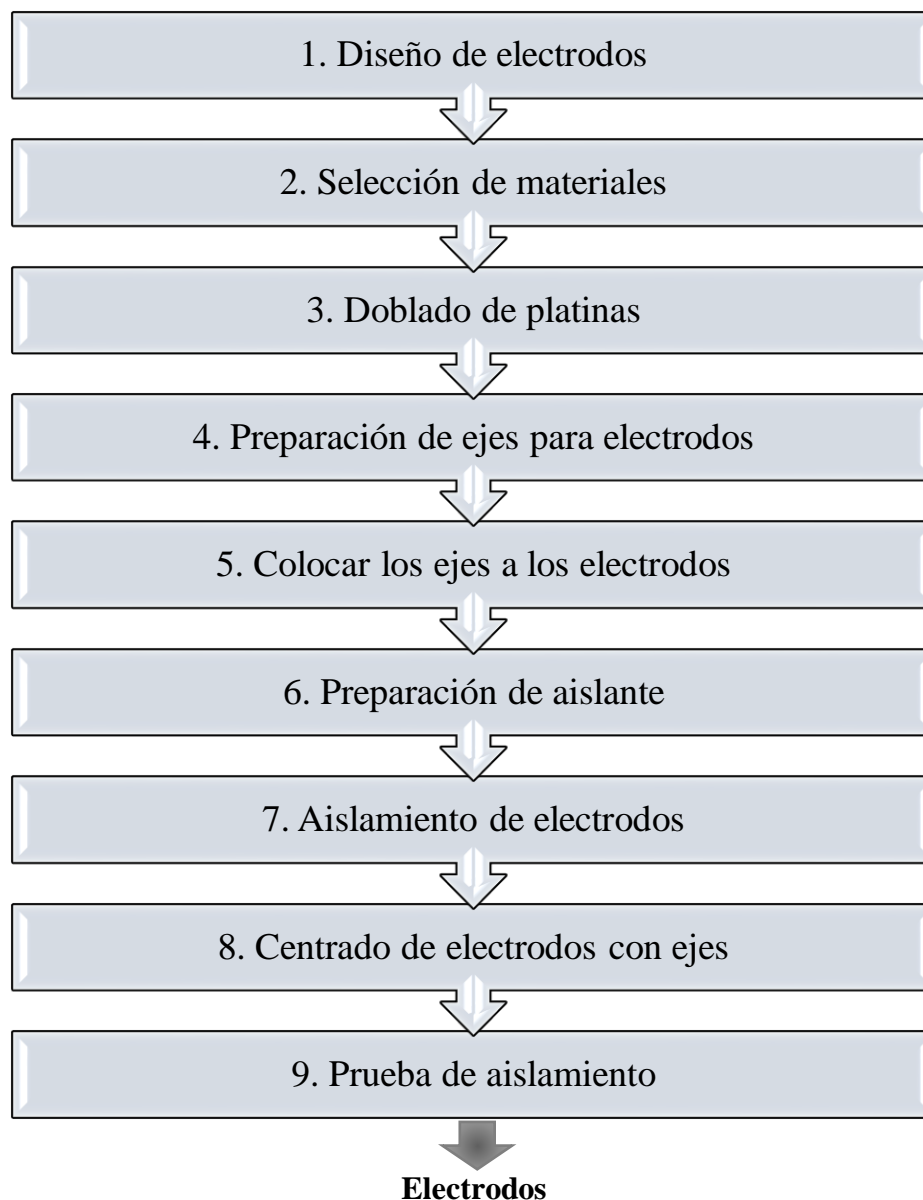 1. Diseño de electrodos
2. Selección de materiales
3. Doblado de platinas
4. Preparación de ejes para electrodos
5. Colocar los ejes a los electrodos
6. Preparación de aislante
7. Aislamiento de electrodos
8. Centrado de electrodos con ejes
9. Prueba de aislamiento
Electrodos